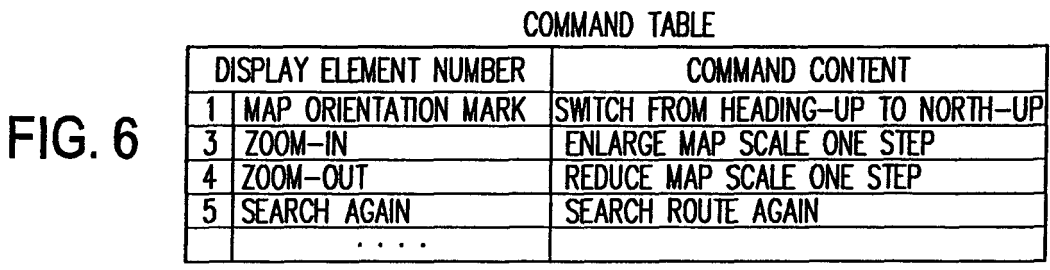 COMMAND TABLE
DISPLAY ELEMENT NUMBER COMMAND CONTENT
1 MAP ORIENTATION MARK SWITCH FROM HEADING-UP TO NORTH-UP
FIG. 6
3 ZOOM-IN ENLARGE MAP SCALE ONE STEP
4 ZOOM-OUT REDUCE MAP SCALE ONE STEP
5 SEARCH AGAIN SEARCH ROUTE AGAIN
....